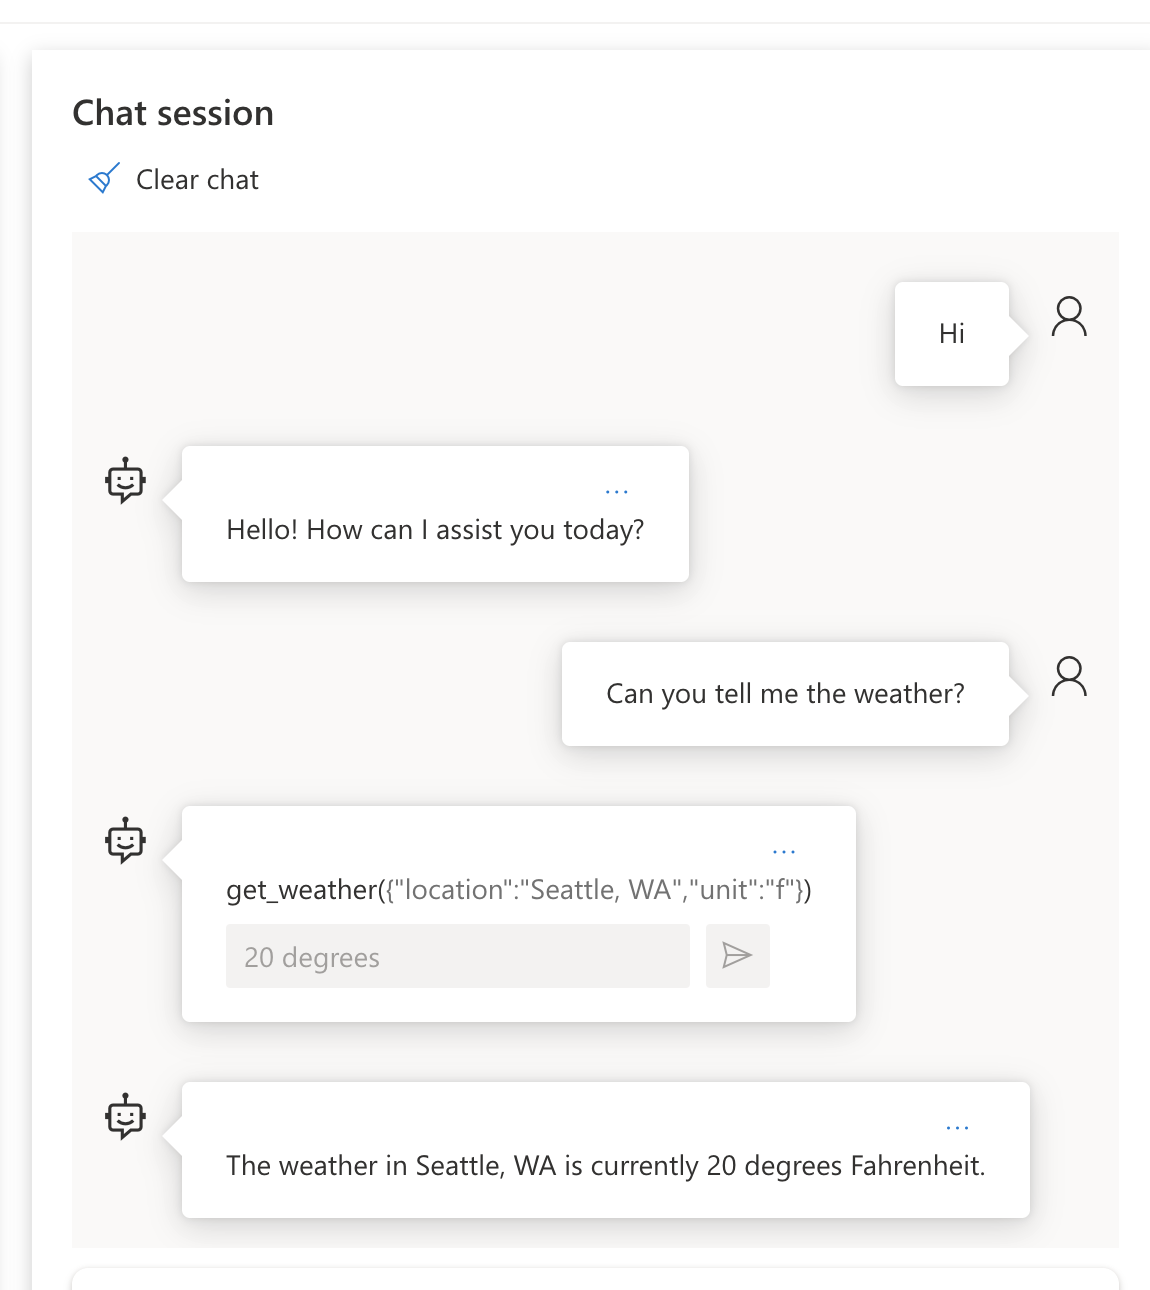 Chat session
Clear chat
Hi
...
Hello! How can I assist you today?
Can you tell me the weather?
...
get_weather({"location":"Seattle, WA","unit":"f"})
20 degrees
...
The weather in Seattle, WA is currently 20 degrees Fahrenheit.